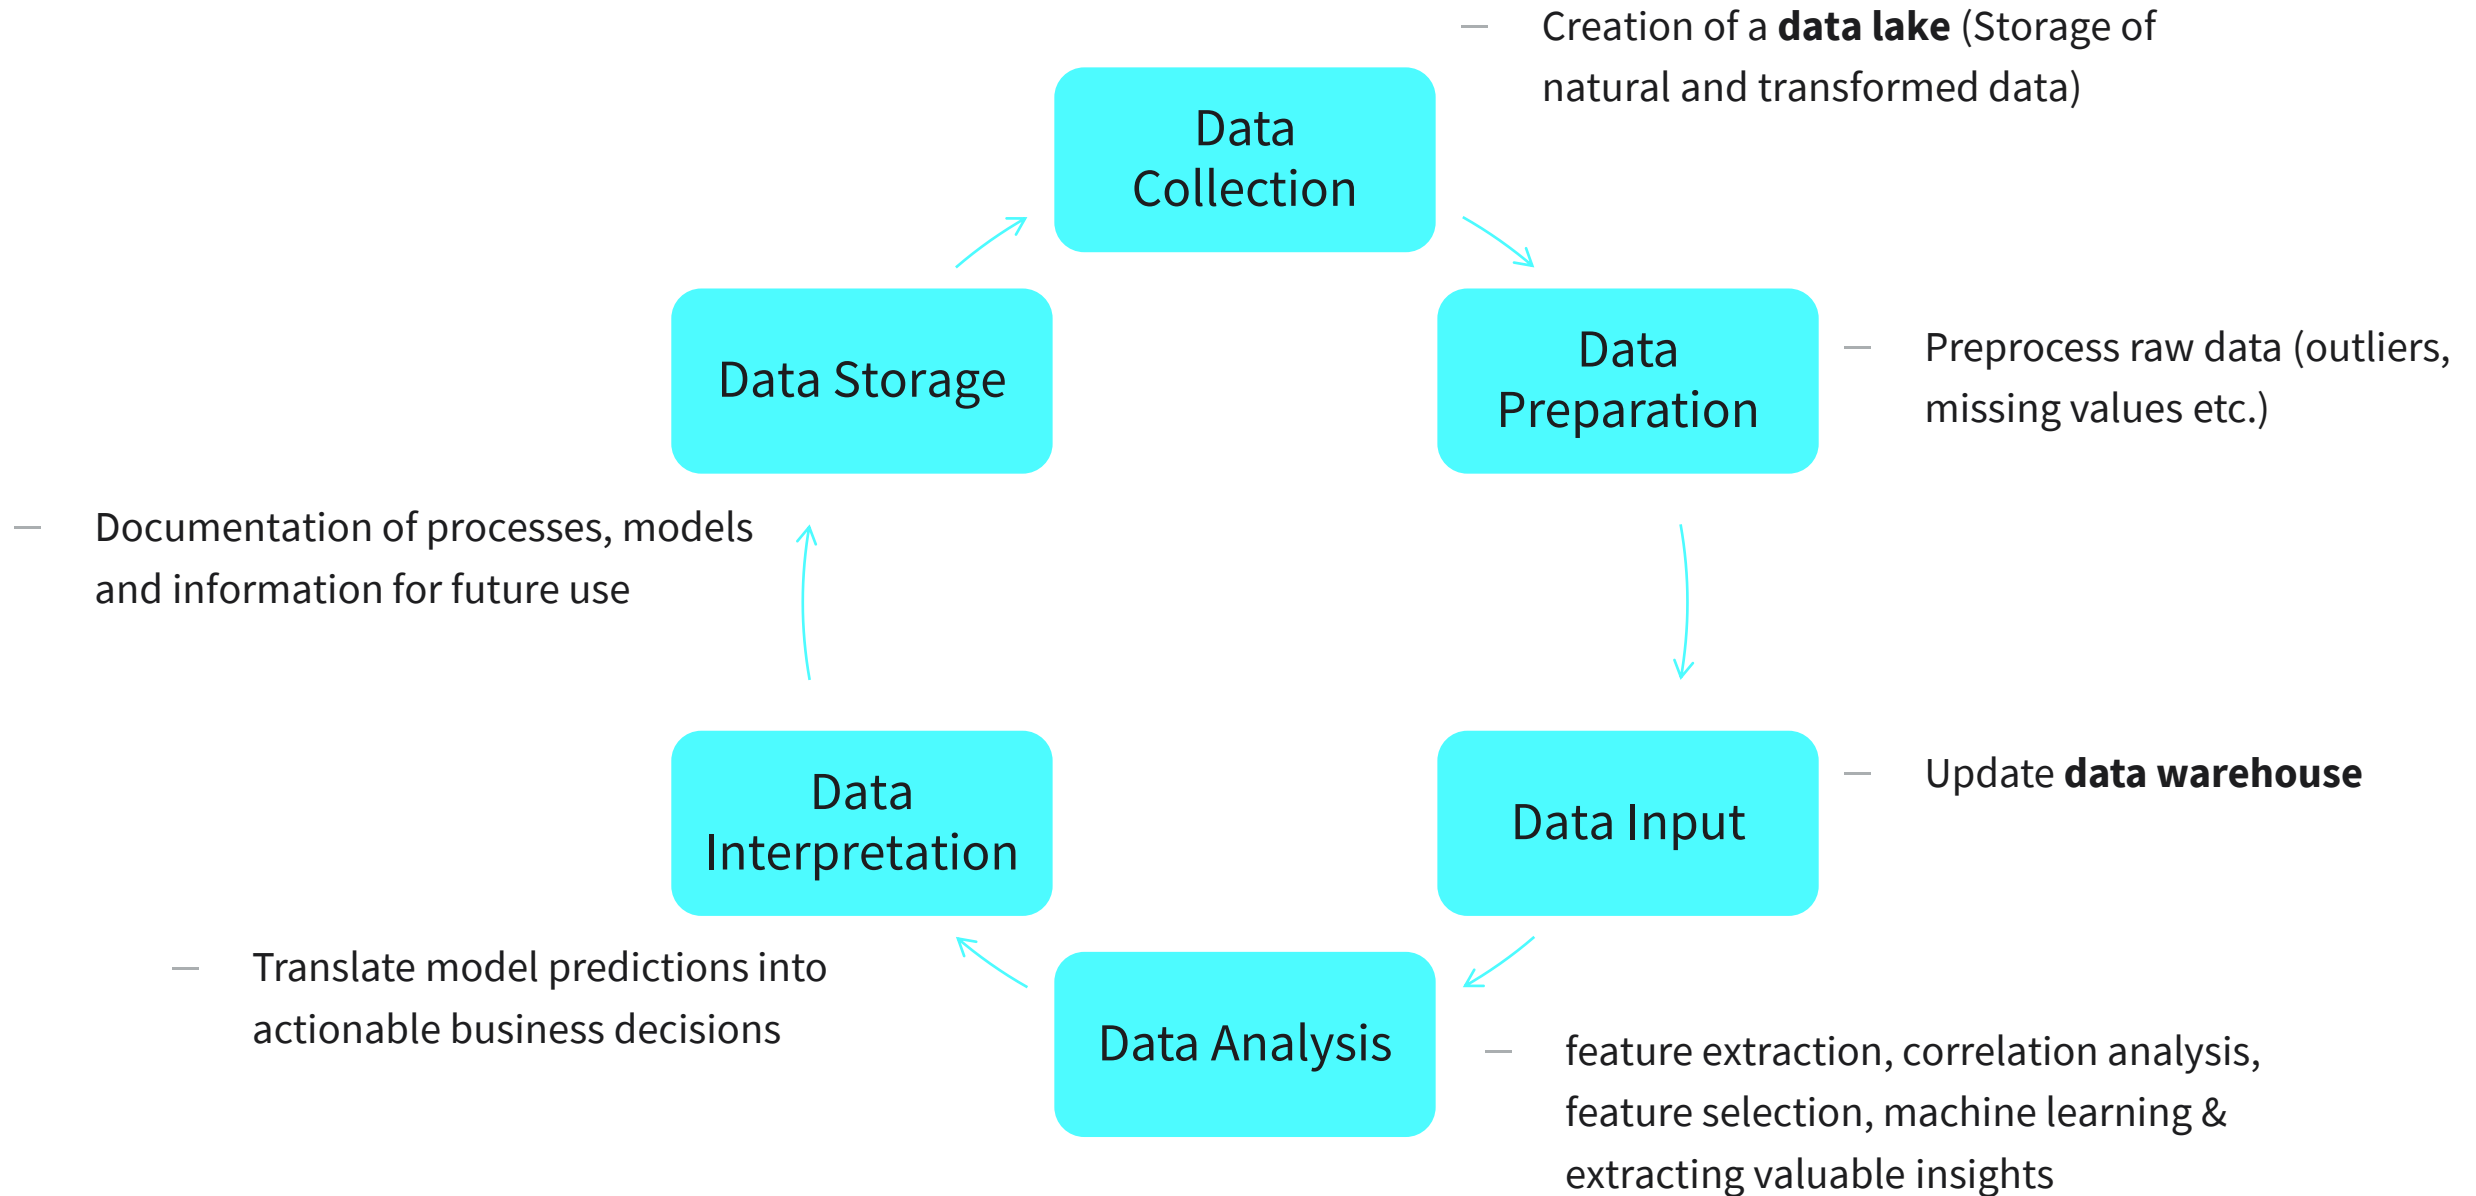 Creation of a data lake (Storage of
natural and transformed data)
Data
Collection
Data
Preparation
Preprocess raw data (outliers,
missing values etc.)
Data Input
Update data warehouse
Data Analysis
feature extraction, correlation analysis,
feature selection, machine learning &
extracting valuable insights
Data
Interpretation
Translate model predictions into
actionable business decisions
Data Storage
Documentation of processes, models
and information for future use